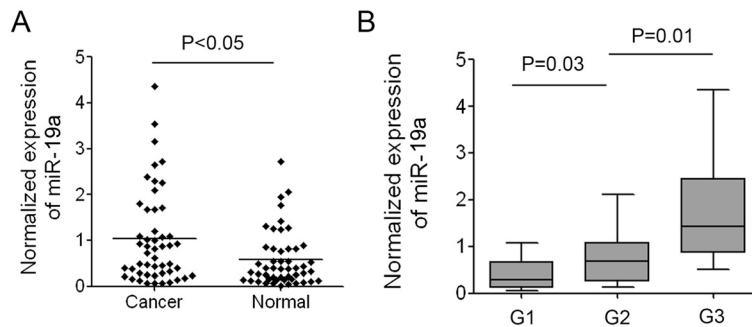 A
P<0.05
Normalized expression
of miR-19a
5
4
3
2
1
0
Cancer
Normal
B
P=0.03
P=0.01
Normalized expression
of miR-19a
5
4
3
2
1
0
G1
G2
G3